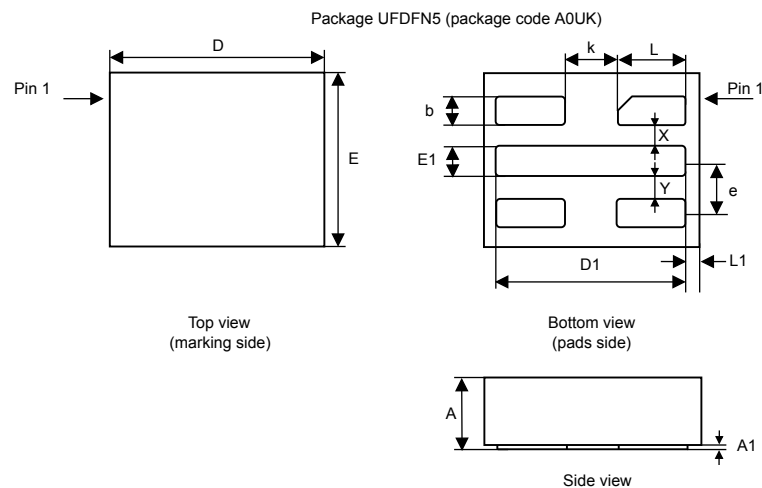 Package UFDFN5 (package code A0UK)
D
k
L
Pin 1
Pin 1
b
X
E
E1
Y
e
D1
L1
Top view
(marking side)
Bottom view
(pads side)
A
A1
Side view